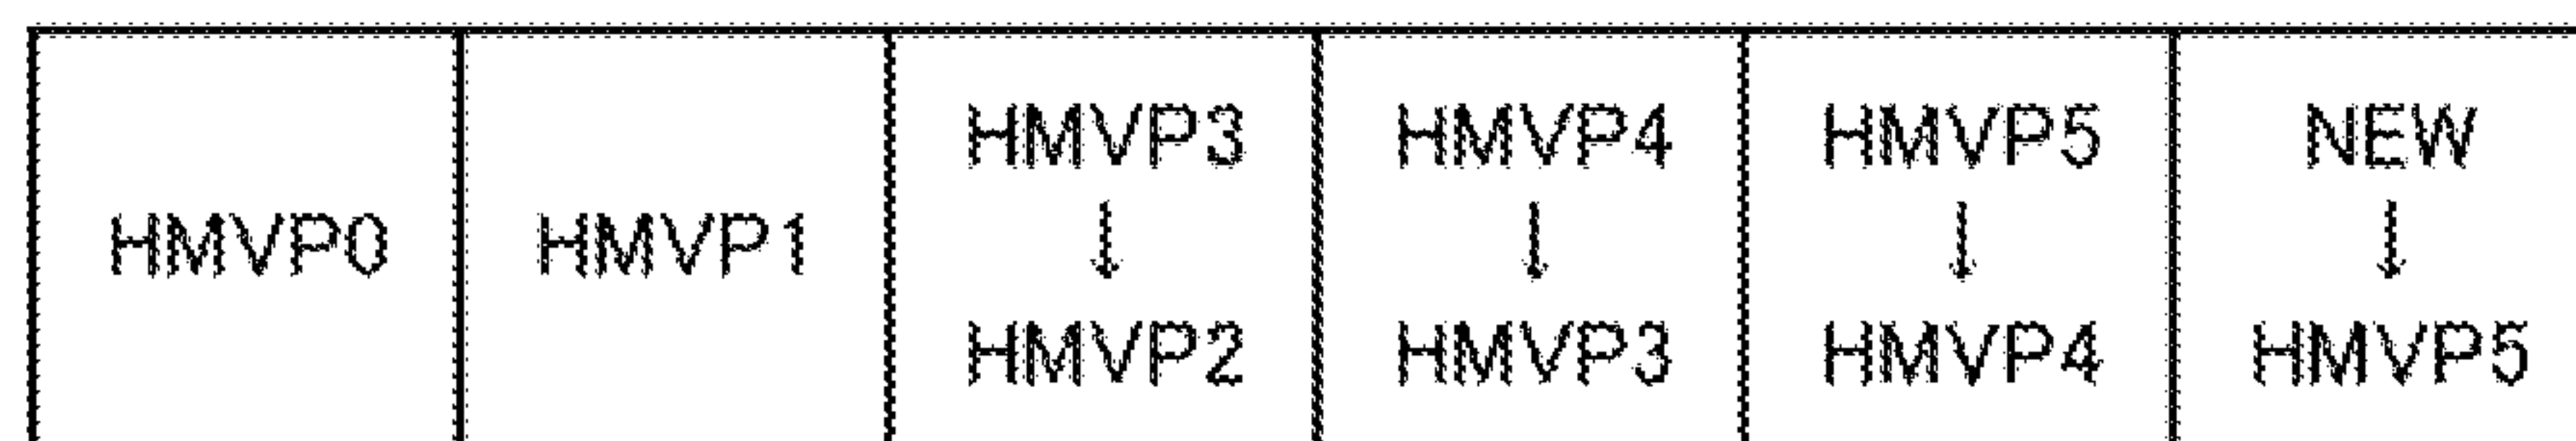 HMVP0
HMVP1
HMVP3
↓
HMVP2
HMVP4
↓
HMVP3
HMVP5
↓
HMVP4
NEW
↓
HMVP5